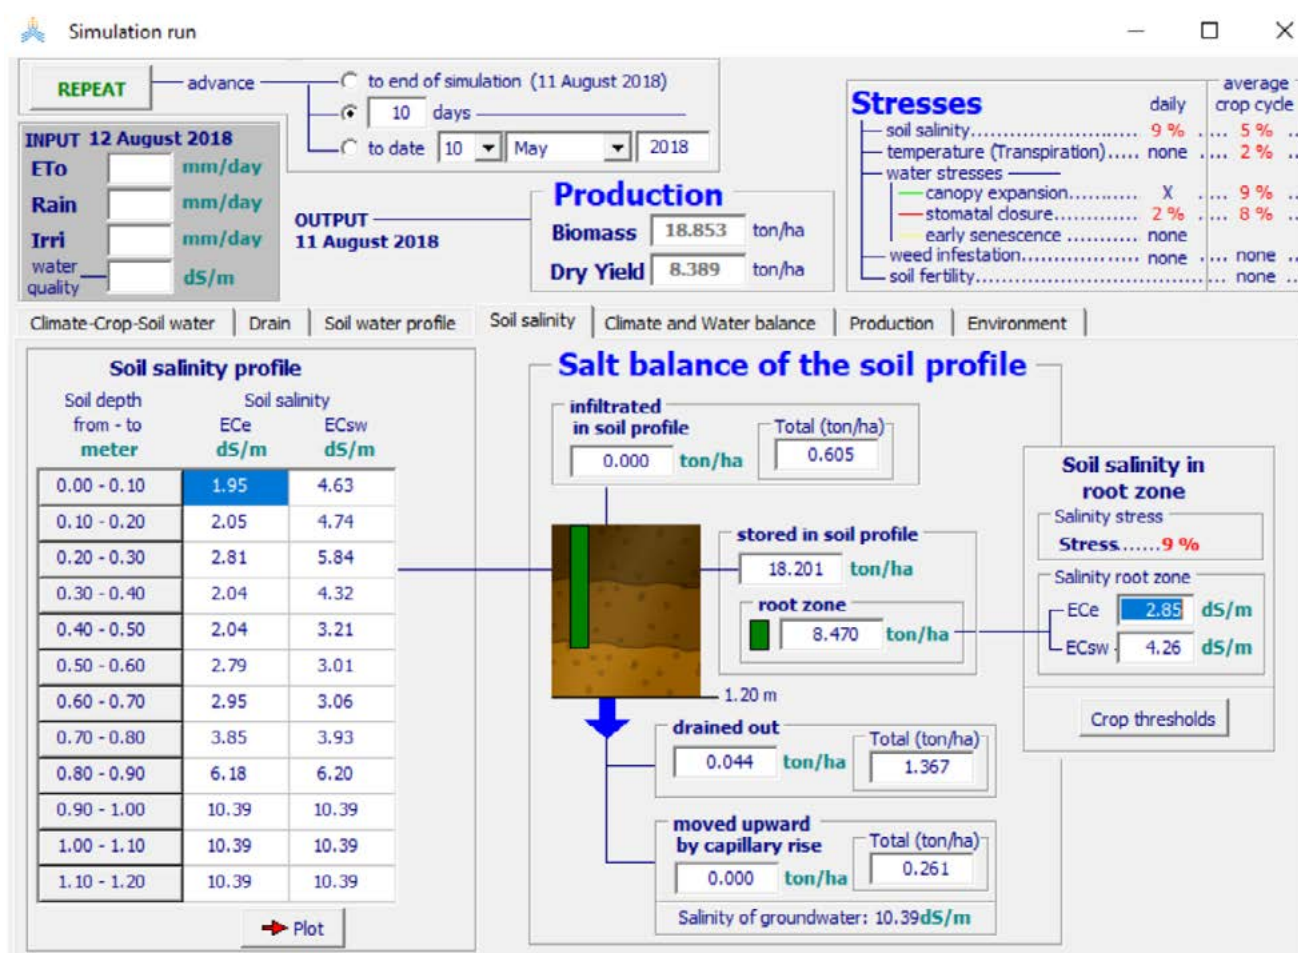 Simulation run
REPEAT
advance
to end of simulation (11 August 2018)
10 days
to date 10 May 2018
INPUT 12 August 2018
ETo mm/day
Rain mm/day
Irri mm/day
water quality dS/m
OUTPUT
11 August 2018
Production
Biomass 18.853 ton/ha
Dry Yield 8.389 ton/ha
average
Stresses daily crop cycle
soil salinity........................... 9 % .... 5 % ..
temperature (Transpiration)..... none .... 2 % ..
water stresses
canopy expansion........... X .... 9 % ..
stomatal closure............. 2 % .... 8 % ..
early senescence ........... none
weed infestation.................. none .... none ..
soil fertility.......................................... none ..
Climate-Crop-Soil water Drain Soil water profile Soil salinity Climate and Water balance Production Environment
Soil salinity profile
Soil depth Soil salinity
from - to ECe ECsw
meter dS/m dS/m
0.00 - 0.10 1.95 4.63
0.10 - 0.20 2.05 4.74
0.20 - 0.30 2.81 5.84
0.30 - 0.40 2.04 4.32
0.40 - 0.50 2.04 3.21
0.50 - 0.60 2.79 3.01
0.60 - 0.70 2.95 3.06
0.70 - 0.80 3.85 3.93
0.80 - 0.90 6.18 6.20
0.90 - 1.00 10.39 10.39
1.00 - 1.10 10.39 10.39
1.10 - 1.20 10.39 10.39
Plot
Salt balance of the soil profile
infiltrated
in soil profile Total (ton/ha)
0.000 ton/ha 0.605
stored in soil profile
18.201 ton/ha
root zone
8.470 ton/ha
1.20 m
drained out Total (ton/ha)
0.044 ton/ha 1.367
moved upward
by capillary rise Total (ton/ha)
0.000 ton/ha 0.261
Salinity of groundwater: 10.39dS/m
Soil salinity in
root zone
Salinity stress
Stress......9 %
Salinity root zone
ECe 2.85 dS/m
ECsw 4.26 dS/m
Crop thresholds